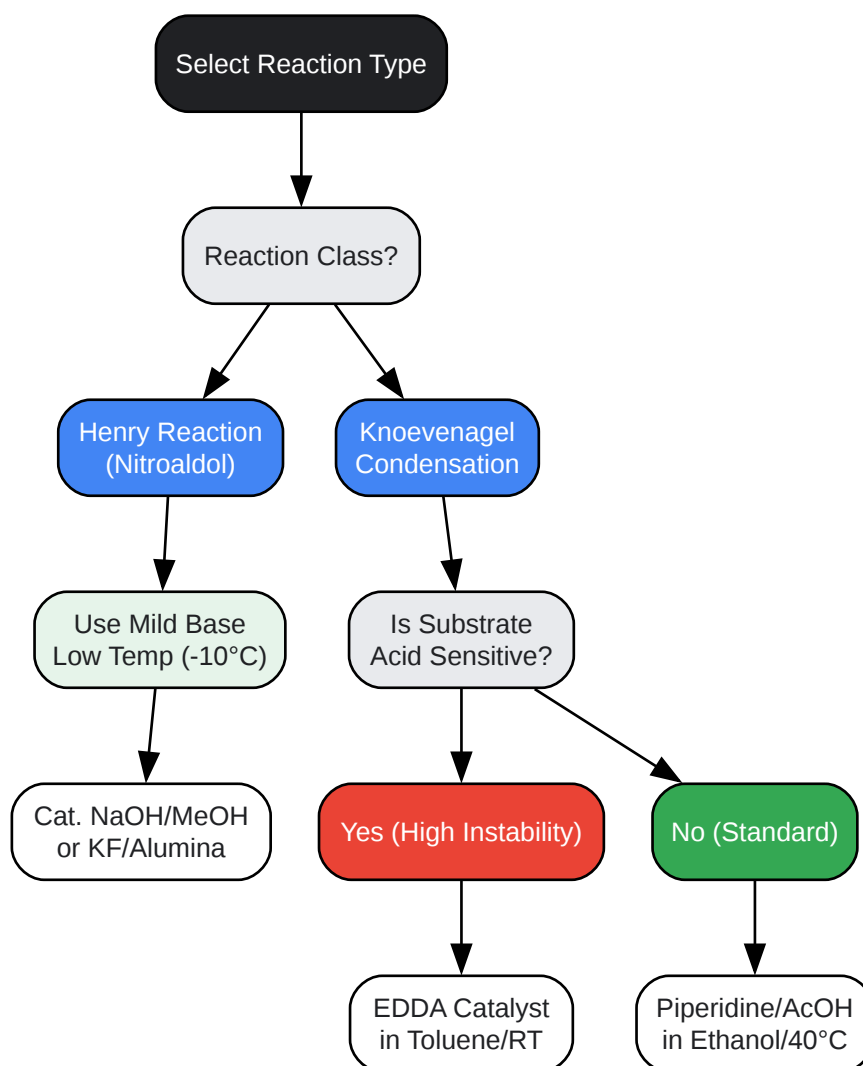 Select Reaction Type
Reaction Class?
Henry Reaction
(Nitroaldol)
Knoevenagel
Condensation
Use Mild Base
Low Temp (-10°C)
Is Substrate
Acid Sensitive?
Cat. NaOH/MeOH
or KF/Alumina
Yes (High Instability)
No (Standard)
EDDA Catalyst
in Toluene/RT
Piperidine/AcOH
in Ethanol/40°C